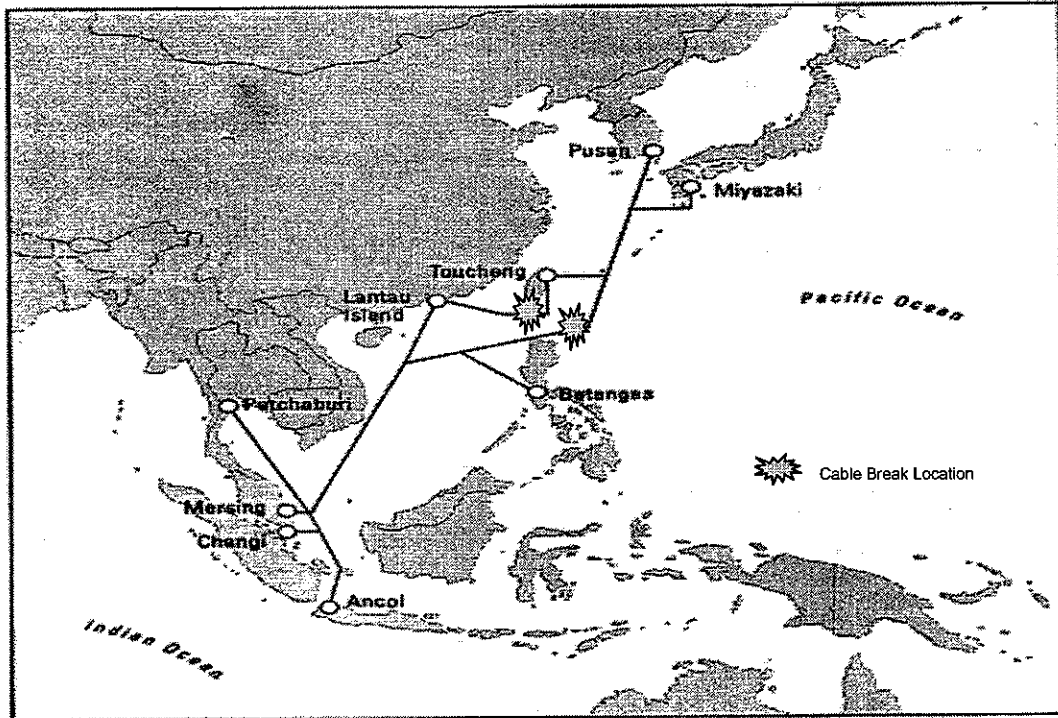 Pusan
Miyazaki
Toucheng
Lantau
Island
Pacific Ocean
Petchaburi
Batangas
Cable Break Location
Mersing
Changi
Ancol
Indian Ocean